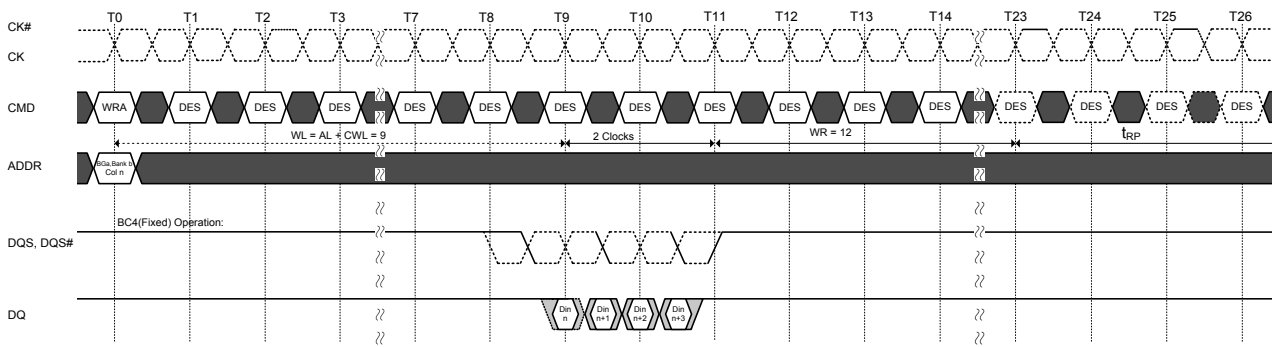 T0 T1 T2 T3 T7 T8 T9 T10 T11 T12 T13 T14 T23 T24 T25 T26
CK#
CK
CMD WRA DES DES DES DES DES DES DES DES DES DES DES DES DES DES DES
WL = AL + CWL = 9 2 Clocks WR = 12 tRP
ADDR BGa,Bank b
Col n
BC4(Fixed) Operation:
DQS, DQS#
DQ Din n Din n+1 Din n+2 Din n+3